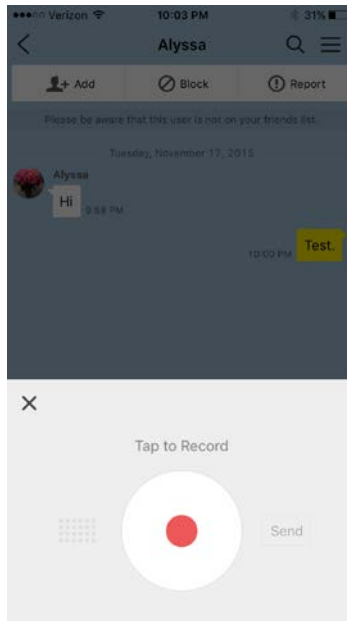 Verizon 10:03 PM 31%
Alyssa
Add Block Report
Please be aware that this user is not on your friends list.
Tuesday, November 17, 2015
Alyssa
Hi 9:58 PM
10:00 PM Test.
Tap to Record
Send